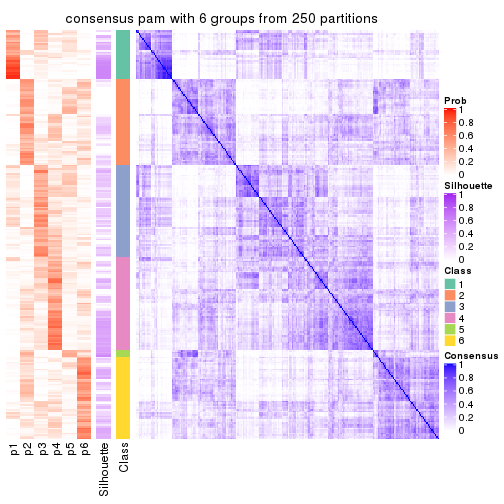 consensus pam with 6 groups from 250 partitions
Prob
1
0.8
0.6
0.4
0.2
0
Silhouette
1
0.8
0.6
0.4
0.2
0
Class
1
2
3
4
5
6
Consensus
1
0.8
0.6
0.4
0.2
0
p1
p2
p3
p4
p5
p6
Silhouette
Class